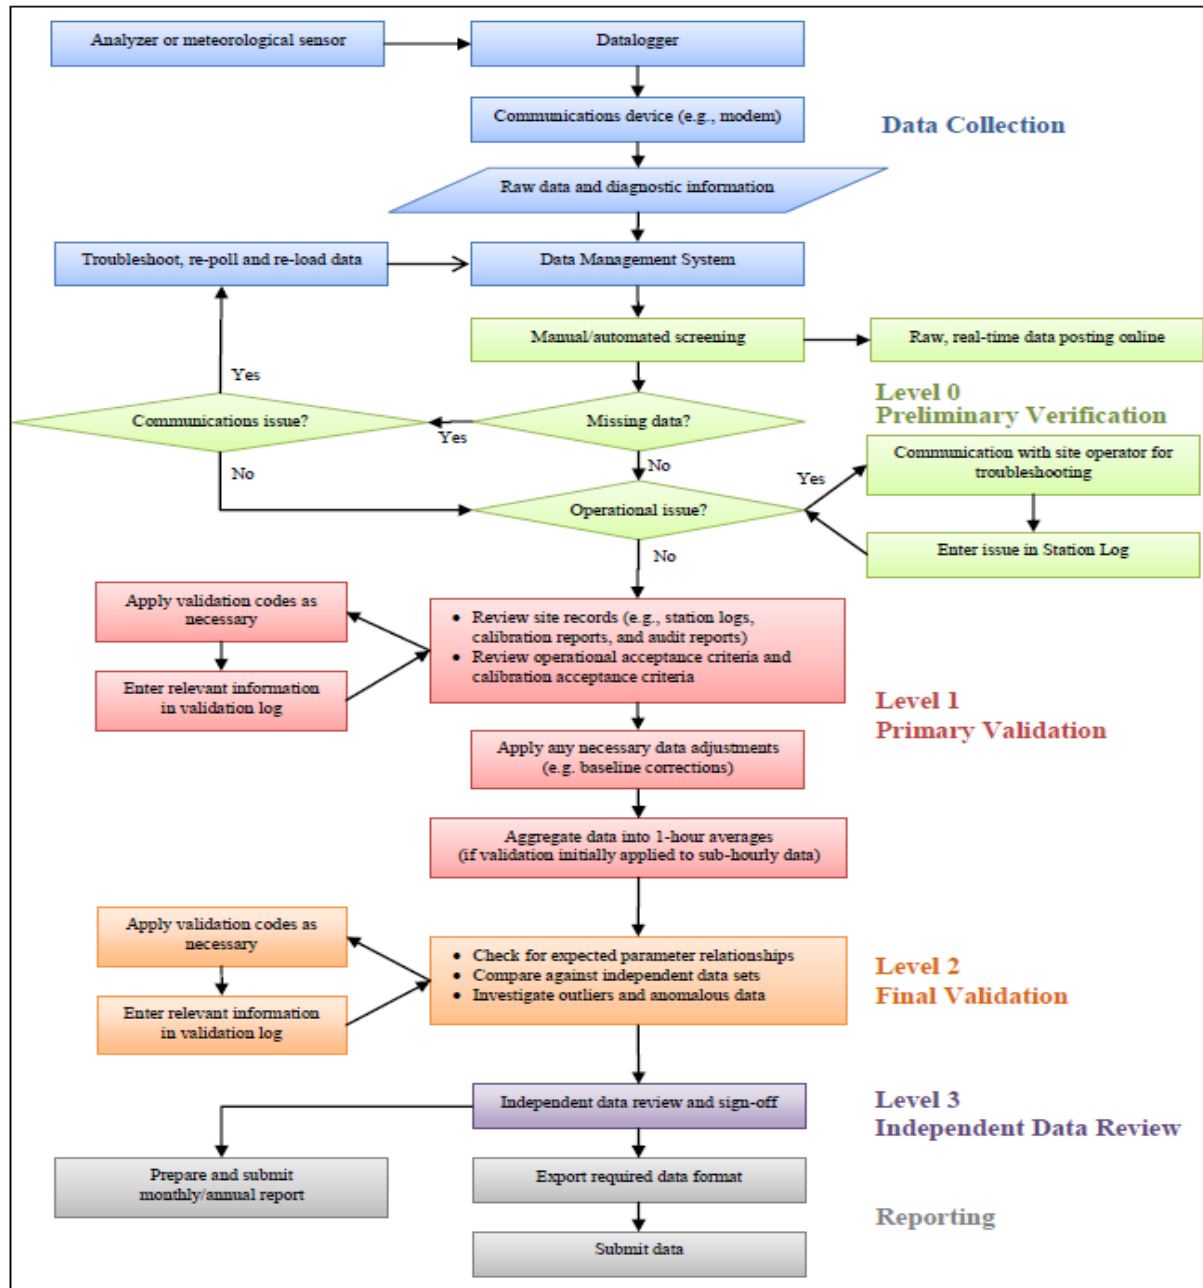 Analyzer or meteorological sensor
Datalogger
Communications device (e.g., modem)
Data Collection
Raw data and diagnostic information
Troubleshoot, re-poll and re-load data
Data Management System
Manual/automated screening
Raw, real-time data posting online
Yes
Level 0
Preliminary Verification
Communications issue?
Yes
Missing data?
Communication with site operator for
troubleshooting
No
No
Yes
Operational issue?
Enter issue in Station Log
No
Apply validation codes as
necessary
• Review site records (e.g., station logs,
calibration reports, and audit reports)
• Review operational acceptance criteria and
calibration acceptance criteria
Enter relevant information
in validation log
Level 1
Primary Validation
Apply any necessary data adjustments
(e.g. baseline corrections)
Aggregate data into 1-hour averages
(if validation initially applied to sub-hourly data)
Apply validation codes as
necessary
• Check for expected parameter relationships
• Compare against independent data sets
• Investigate outliers and anomalous data
Level 2
Final Validation
Enter relevant information
in validation log
Independent data review and sign-off
Level 3
Independent Data Review
Prepare and submit
monthly/annual report
Export required data format
Reporting
Submit data